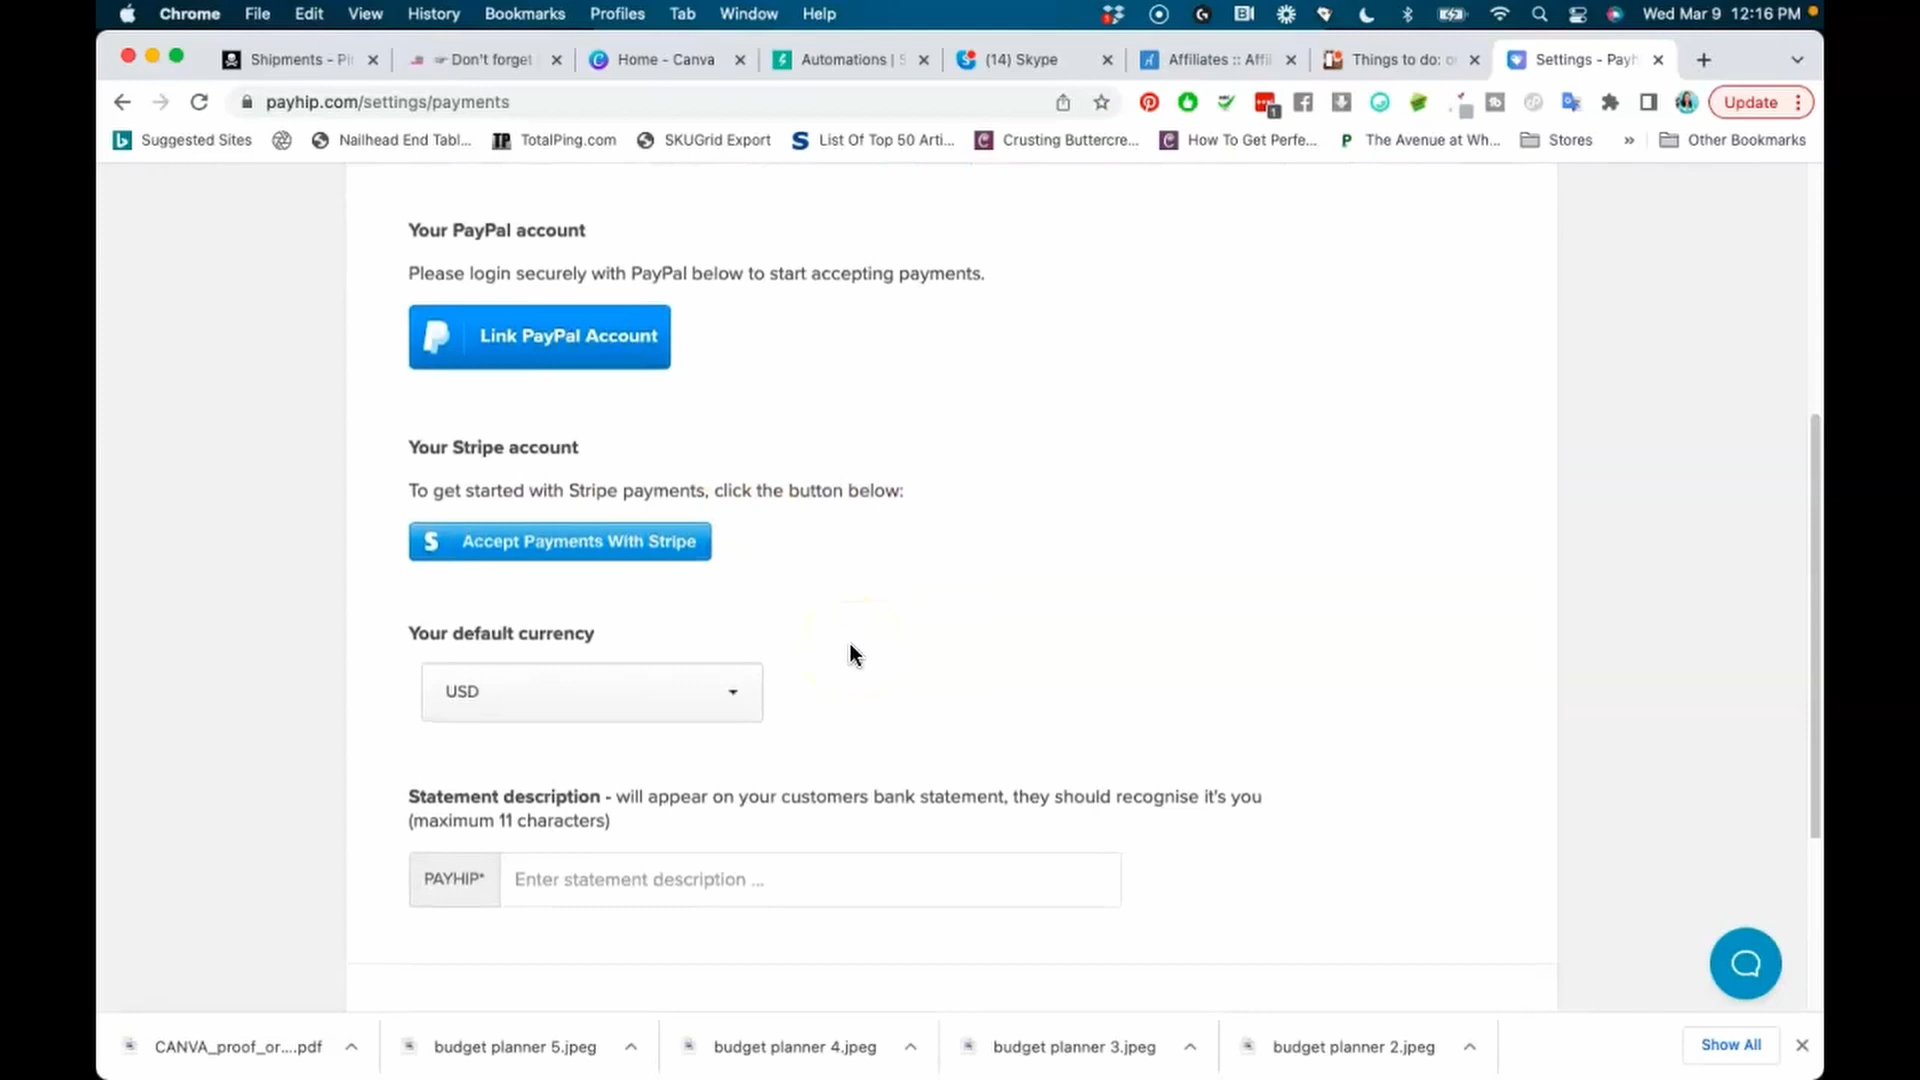 Chrome File Edit View History Bookmarks Profiles Tab Window Help Wed Mar 9 12:16 PM
Shipments - Pi Don't forget Home - Canva Automations | S (14) Skype Affiliates :: Affil Things to do: o Settings - Payh
payhip.com/settings/payments Update
Suggested Sites Nailhead End Tabl... TotalPing.com SKUGrid Export List Of Top 50 Arti... Crusting Buttercre... How To Get Perfe... The Avenue at Wh... Stores » Other Bookmarks
Your PayPal account
Please login securely with PayPal below to start accepting payments.
Link PayPal Account
Your Stripe account
To get started with Stripe payments, click the button below:
S Accept Payments With Stripe
Your default currency
USD
Statement description - will appear on your customers bank statement, they should recognise it's you
(maximum 11 characters)
PAYHIP* Enter statement description ...
CANVA_proof_or....pdf budget planner 5.jpeg budget planner 4.jpeg budget planner 3.jpeg budget planner 2.jpeg Show All